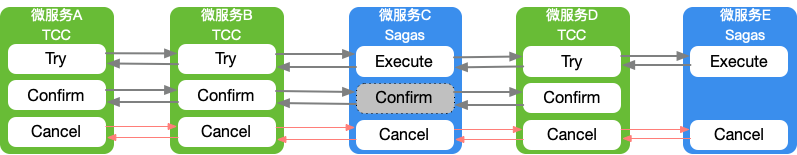 微服务A 微服务B 微服务C 微服务D 微服务E
TCC TCC Sagas TCC Sagas
Try Try Execute Try Execute
Confirm Confirm Confirm Confirm
Cancel Cancel Cancel Cancel Cancel